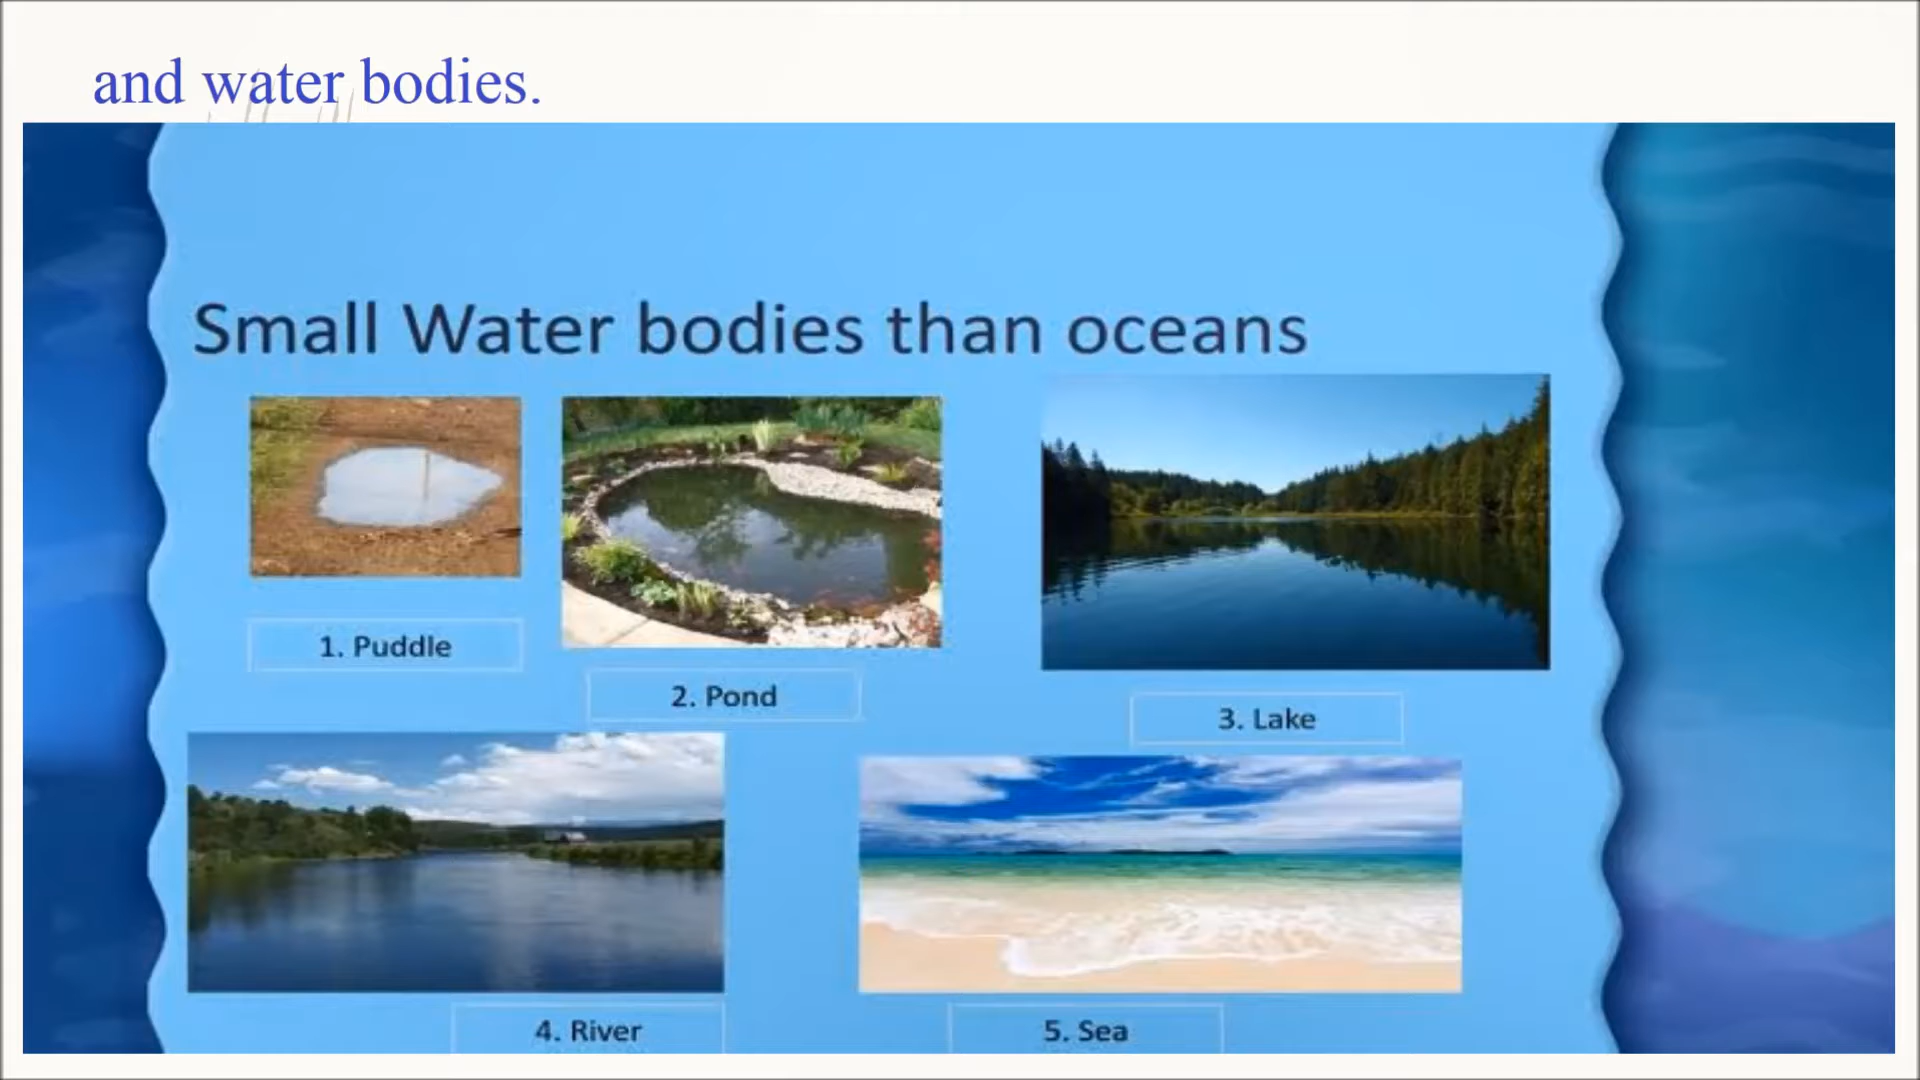 and water bodies.
Small Water bodies than oceans
1. Puddle
2. Pond
3. Lake
4. River
5. Sea